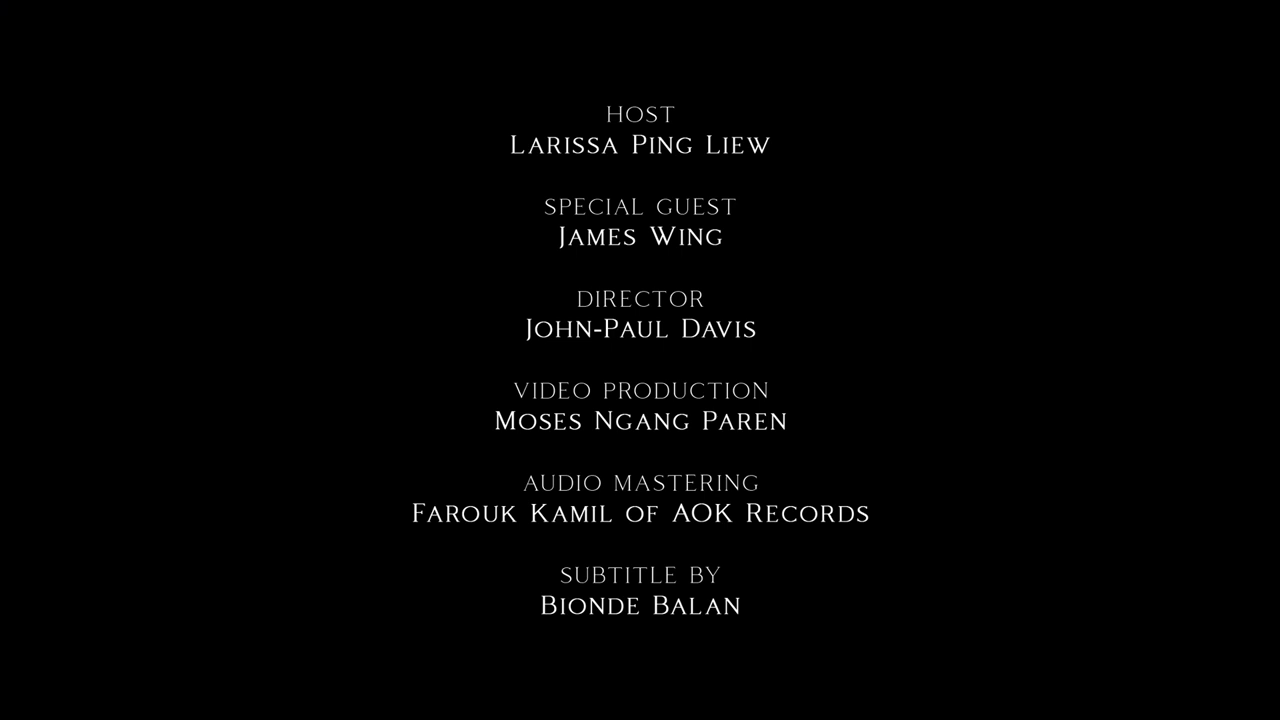 HOST
LARISSA PING LIEW
SPECIAL GUEST
JAMES WING
DIRECTOR
JOHN-PAUL DAVIS
VIDEO PRODUCTION
MOSES NGANG PAREN
AUDIO MASTERING
FAROUK KAMIL OF AOK RECORDS
SUBTITLE BY
BIONDE BALAN